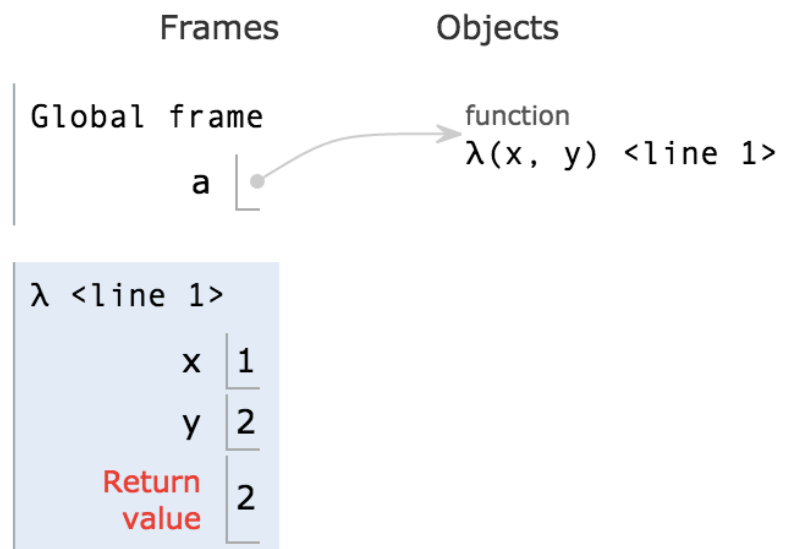 Frames Objects
Global frame
a
function
λ(x, y) <line 1>
λ <line 1>
x 1
y 2
Return
value 2